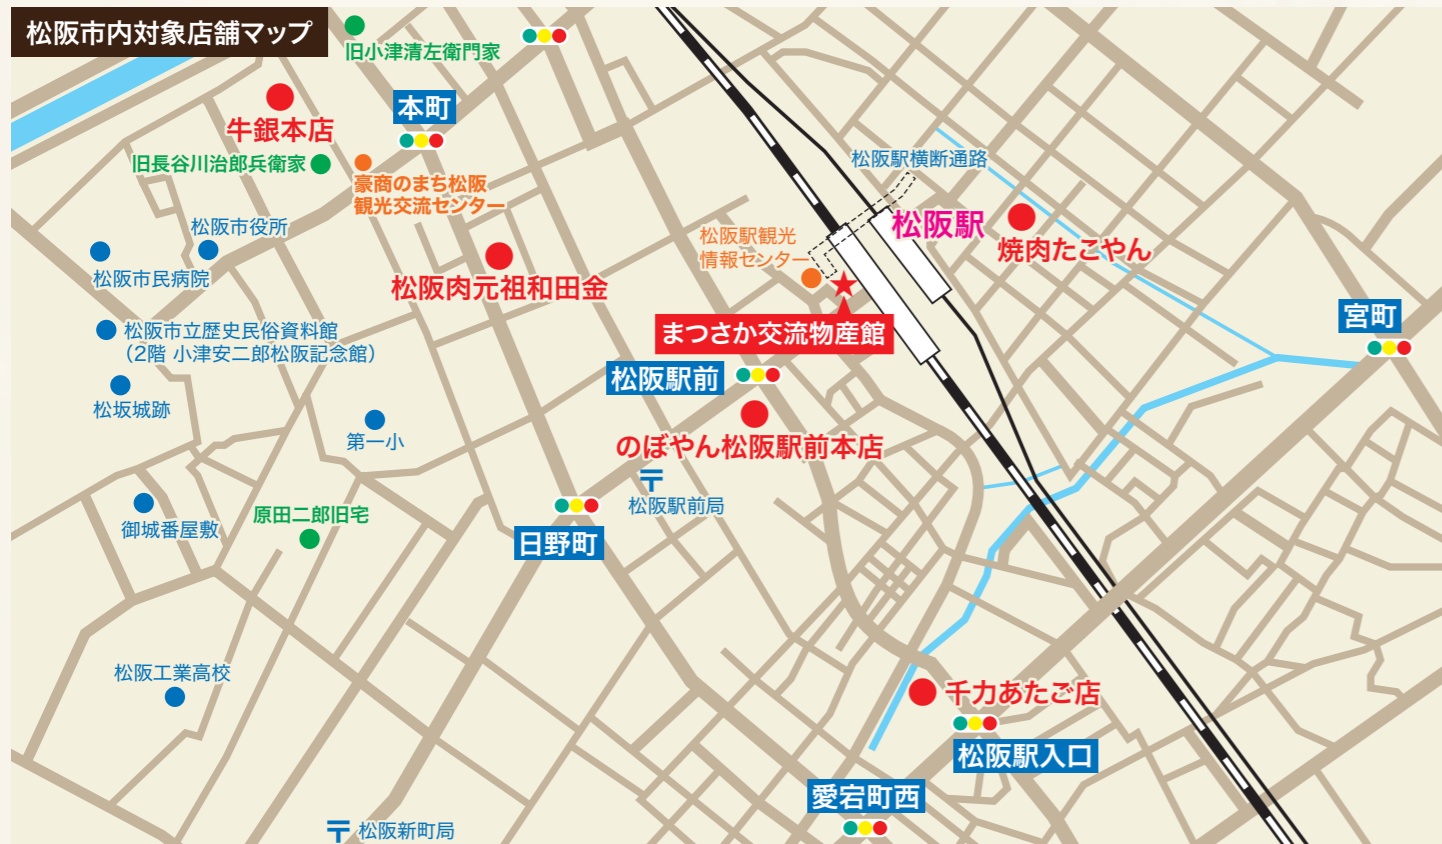 松阪市内対象店舗マップ
旧小津清左衛門家
本町
牛銀本店
旧長谷川治郎兵衛家
豪商のまち松阪
観光交流センター
松阪駅横断通路
松阪市役所
松阪駅
松阪駅観光
情報センター
焼肉たこやん
松阪市民病院
松阪肉元祖和田金
宮町
松阪市立歴史民俗資料館
(2階 小津安二郎松阪記念館)
まつさか交流物産館
松阪駅前
松坂城跡
第一小
のぼやん松阪駅前本店
〒
松阪駅前局
原田二郎旧宅
御城番屋敷
日野町
松阪工業高校
千力あたご店
松阪駅入口
愛宕町西
〒 松阪新町局